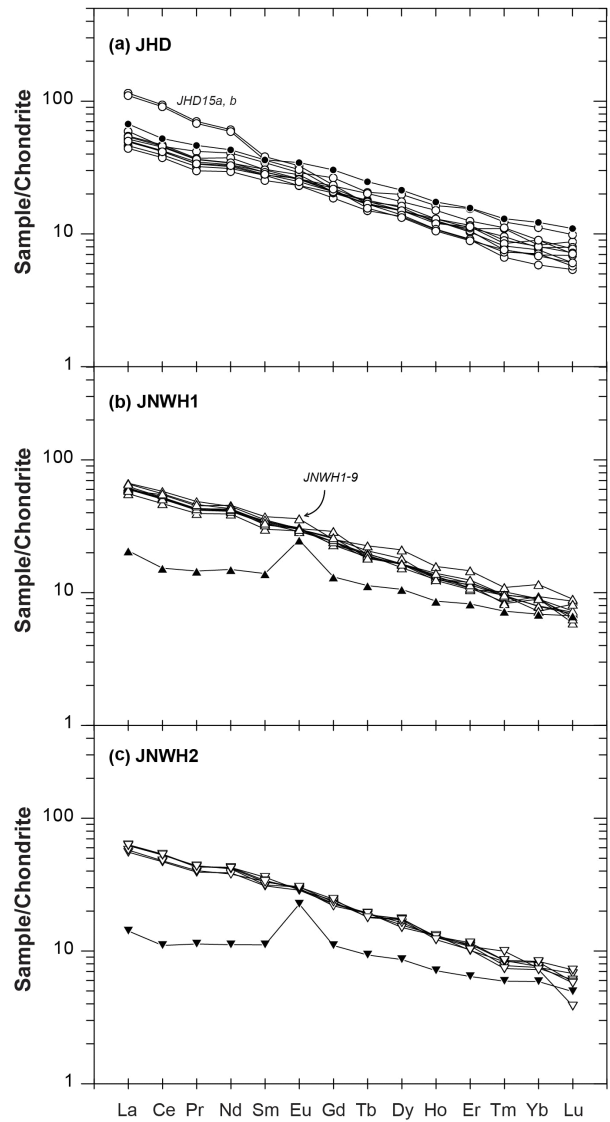 (a) JHD
JHD15a, b
100
10
1
Sample/Chondrite
(b) JNWH1
JNWH1-9
100
10
1
Sample/Chondrite
(c) JNWH2
100
10
1
Sample/Chondrite
La Ce Pr Nd Sm Eu Gd Tb Dy Ho Er Tm Yb Lu